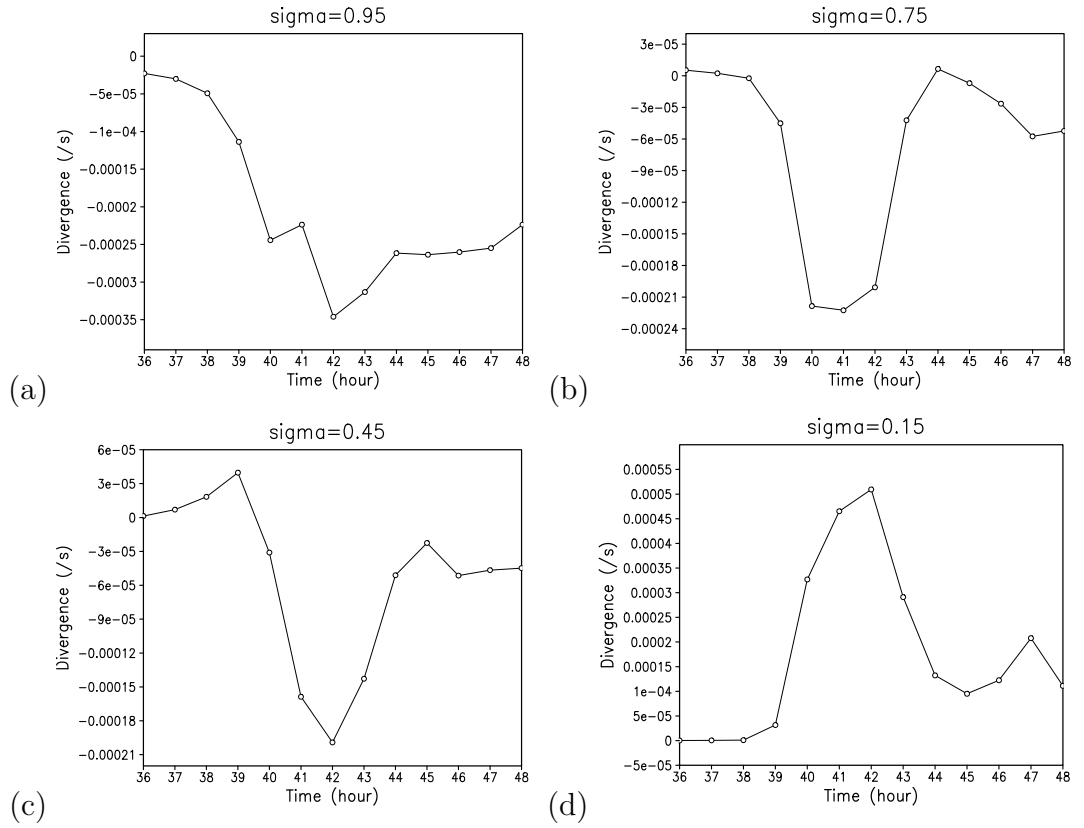 sigma=0.95
0
−5e−05
−1e−04
−0.00015
−0.0002
−0.00025
−0.0003
−0.00035
Divergence (/s)
36 37 38 39 40 41 42 43 44 45 46 47 48
Time (hour)
(a)
sigma=0.75
3e−05
0
−3e−05
−6e−05
−9e−05
−0.00012
−0.00015
−0.00018
−0.00021
−0.00024
Divergence (/s)
36 37 38 39 40 41 42 43 44 45 46 47 48
Time (hour)
(b)
sigma=0.45
6e−05
3e−05
0
−3e−05
−6e−05
−9e−05
−0.00012
−0.00015
−0.00018
−0.00021
Divergence (/s)
36 37 38 39 40 41 42 43 44 45 46 47 48
Time (hour)
(c)
sigma=0.15
0.00055
0.0005
0.00045
0.0004
0.00035
0.0003
0.00025
0.0002
0.00015
1e−04
5e−05
0
−5e−05
Divergence (/s)
36 37 38 39 40 41 42 43 44 45 46 47 48
Time (hour)
(d)